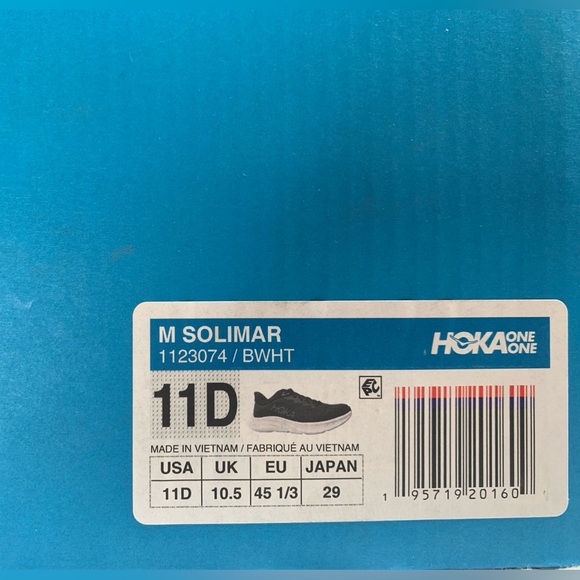 M SOLIMAR
1123074 / BWHT
HOKA ONE ONE
11D
HOKA
MADE IN VIETNAM / FABRIQUÉ AU VIETNAM
USA UK EU JAPAN
11D 10.5 45 1/3 29
1 95719 20160